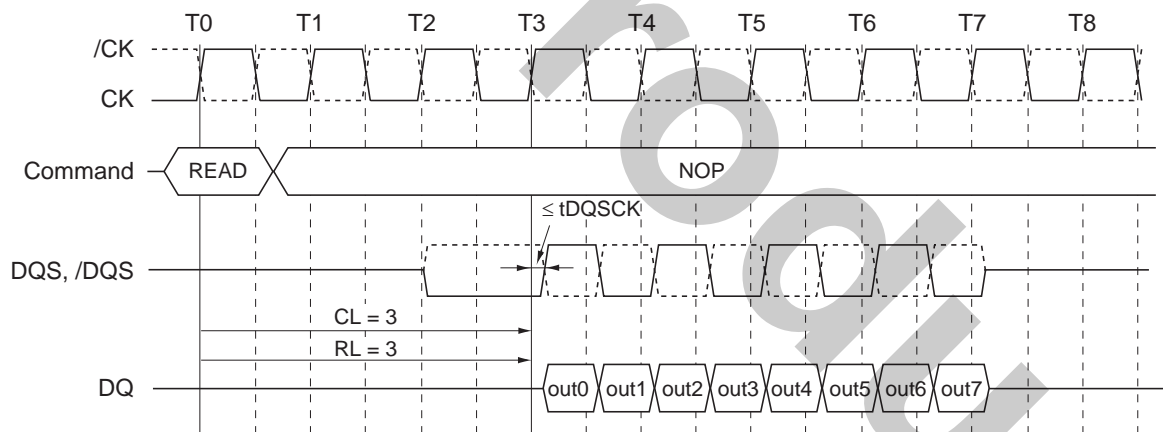 T0 T1 T2 T3 T4 T5 T6 T7 T8
/CK
CK
Command READ NOP
≤ tDQSCK
DQS, /DQS
CL = 3
RL = 3
DQ out0 out1 out2 out3 out4 out5 out6 out7
rodu